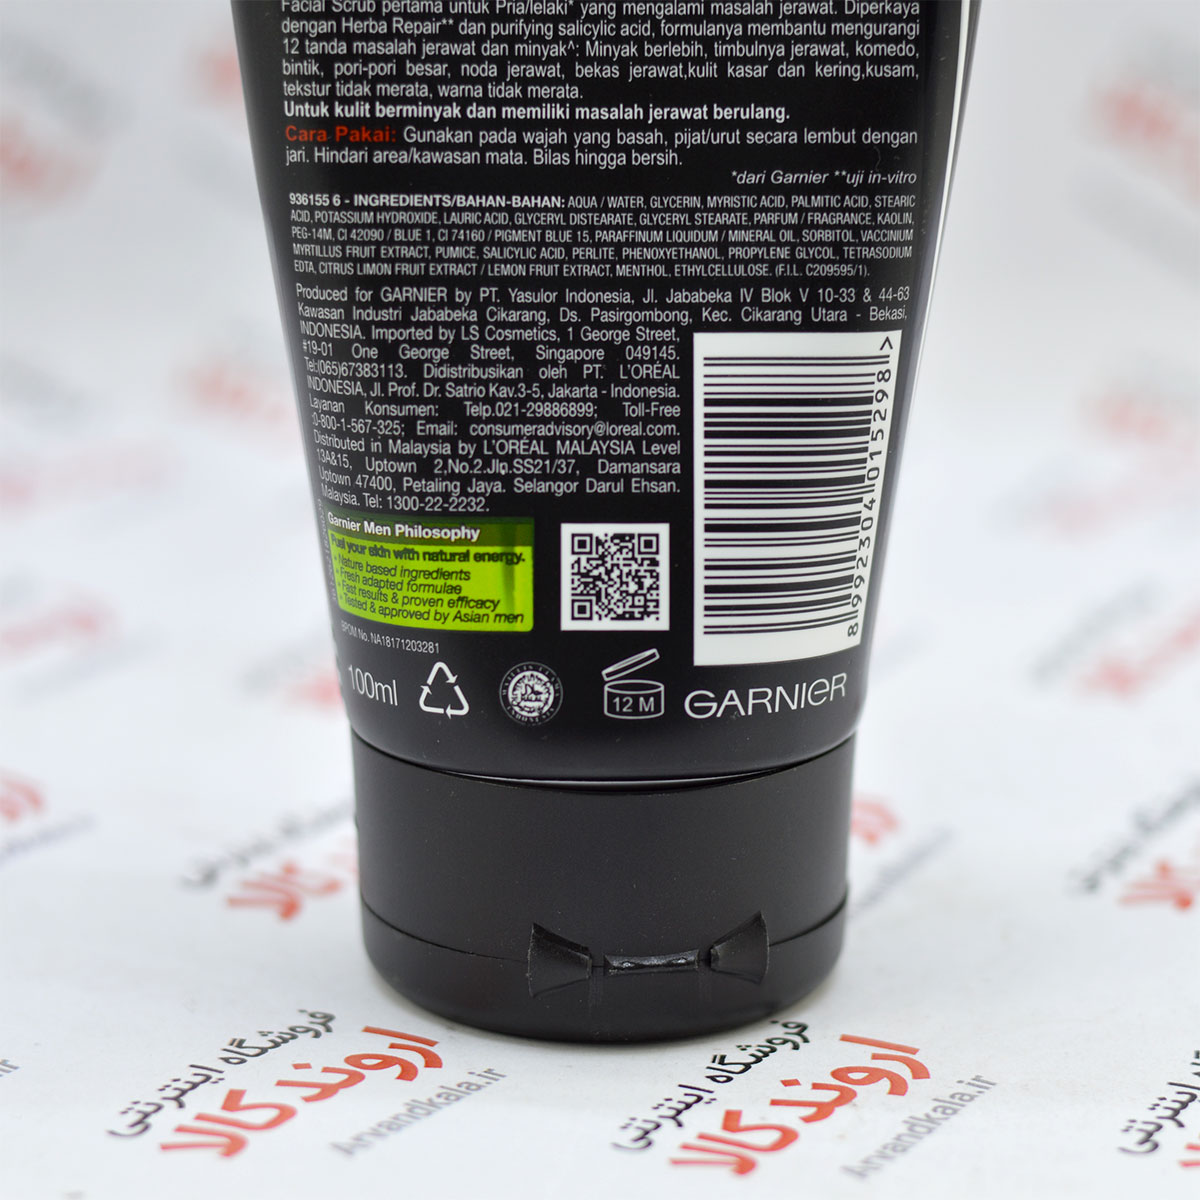 Facial Scrub pertama untuk Pria/lelaki* yang mengalami masalah jerawat. Diperkaya
dengan Herba Repair** dan purifying salicylic acid, formulanya membantu mengurangi
12 tanda masalah jerawat dan minyak^: Minyak berlebih, timbulnya jerawat, komedo,
bintik, pori-pori besar, noda jerawat, bekas jerawat,kulit kasar dan kering,kusam,
tekstur tidak merata, warna tidak merata.
Untuk kulit berminyak dan memiliki masalah jerawat berulang.
Cara Pakai: Gunakan pada wajah yang basah, pijat/urut secara lembut dengan
jari. Hindari area/kawasan mata. Bilas hingga bersih.
*dari Garnier **uji in-vitro
936155 6 - INGREDIENTS/BAHAN-BAHAN: AQUA / WATER, GLYCERIN, MYRISTIC ACID, PALMITIC ACID, STEARIC
ACID, POTASSIUM HYDROXIDE, LAURIC ACID, GLYCERYL DISTEARATE, GLYCERYL STEARATE, PARFUM / FRAGRANCE, KAOLIN,
PEG-14M, CI 42090 / BLUE 1, CI 74160 / PIGMENT BLUE 15, PARAFFINUM LIQUIDUM / MINERAL OIL, SORBITOL, VACCINIUM
MYRTILLUS FRUIT EXTRACT, PUMICE, SALICYLIC ACID, PERLITE, PHENOXYETHANOL, PROPYLENE GLYCOL, TETRASODIUM
EDTA, CITRUS LIMON FRUIT EXTRACT / LEMON FRUIT EXTRACT, MENTHOL, ETHYLCELLULOSE. (F.I.L. C209595/1).
Produced for GARNIER by PT. Yasulor Indonesia, Jl. Jababeka IV Blok V 10-33 & 44-63
Kawasan Industri Jababeka Cikarang, Ds. Pasirgombong, Kec. Cikarang Utara - Bekasi,
INDONESIA. Imported by LS Cosmetics, 1 George Street,
#19-01 One George Street, Singapore 049145.
Tel:(065)67383113. Didistribusikan oleh PT. L'ORÉAL
INDONESIA, Jl. Prof. Dr. Satrio Kav.3-5, Jakarta - Indonesia.
Layanan Konsumen: Telp.021-29886899; Toll-Free
:0-800-1-567-325; Email: consumeradvisory@loreal.com.
Distributed in Malaysia by L'ORÉAL MALAYSIA Level
13A&15, Uptown 2,No.2.Jlp.SS21/37, Damansara
Uptown 47400, Petaling Jaya. Selangor Darul Ehsan.
Malaysia. Tel: 1300-22-2232.
8 992304 015298 >
Garnier Men Philosophy
Fuel your skin with natural energy.
• Nature based ingredients
• Fresh adapted formulae
• Fast results & proven efficacy
• Tested & approved by Asian men
BPOM No. NA18171203281
100ml
12 M
GARNIER
فروشگاه اینترنتی
اروند کالا
Arvandkala.ir
فروشگاه اینترنتی
اروند کالا
Arvandkala.ir